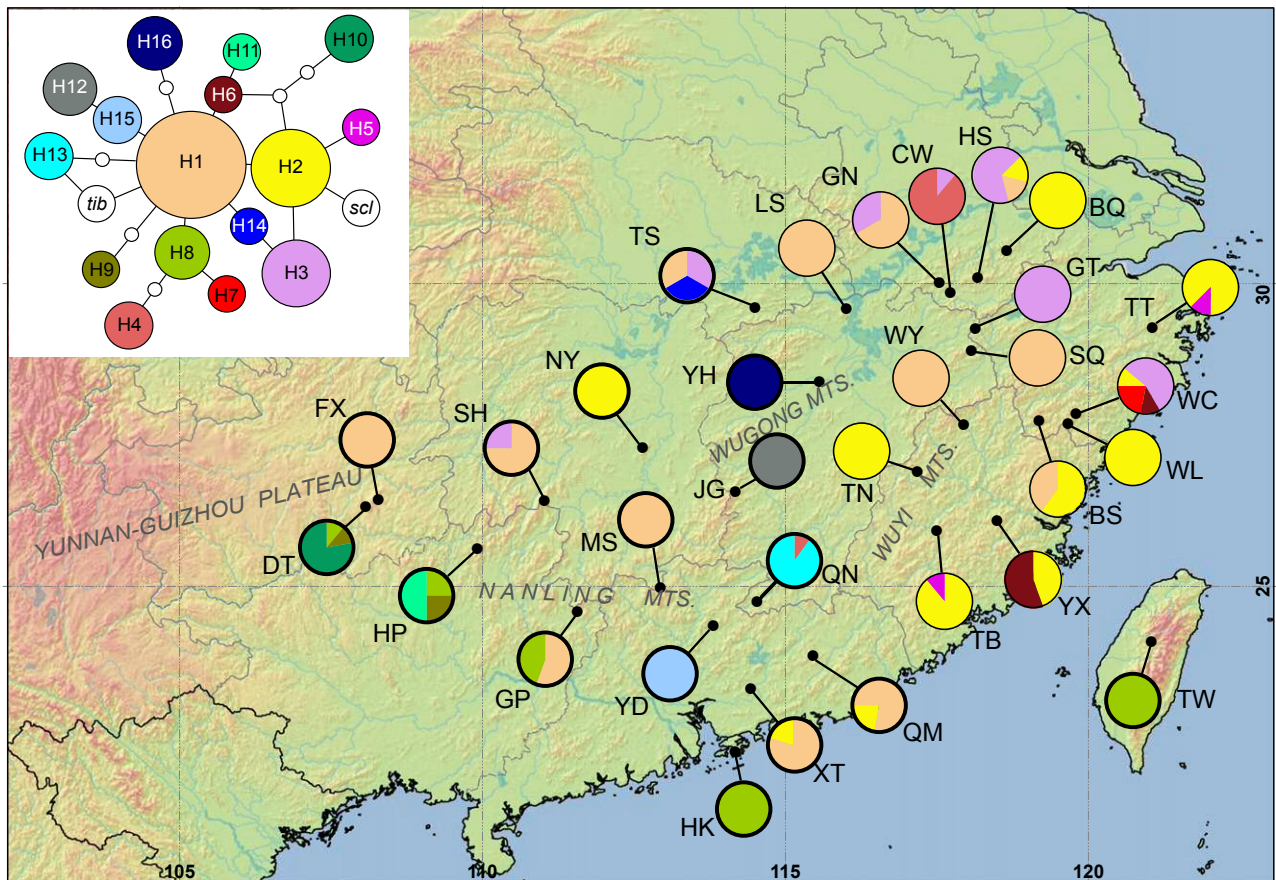 H16
H11
H10
H12
H6
H15
H5
H13
H1
H2
tib
scl
H14
H9
H8
H3
H7
H4
HS
CW
GN
BQ
LS
TS
GT
30
TT
WY
SQ
NY
YH
WC
FX
SH
WUGONG MTS.
WL
YUNNAN-GUIZHOU PLATEAU
JG
TN
MTS.
BS
WUYI
MS
DT
QN
NANLING MTS.
25
YX
HP
TB
GP
YD
TW
QM
XT
HK
105
110
115
120